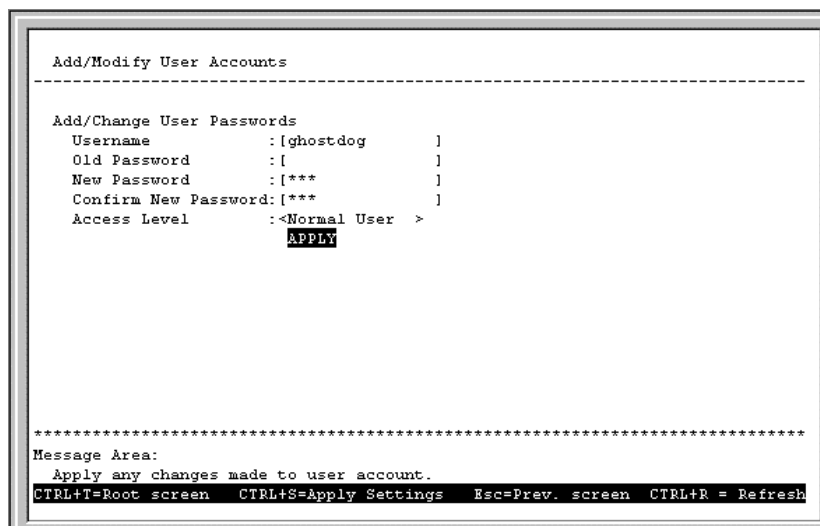 Add/Modify User Accounts
--------------------------------------------------------------------------------
Add/Change User Passwords
Username :[ghostdog ]
Old Password :[ ]
New Password :[*** ]
Confirm New Password:[*** ]
Access Level :<Normal User >
APPLY
********************************************************************************
Message Area:
Apply any changes made to user account.
CTRL+T=Root screen CTRL+S=Apply Settings Esc=Prev. screen CTRL+R = Refresh